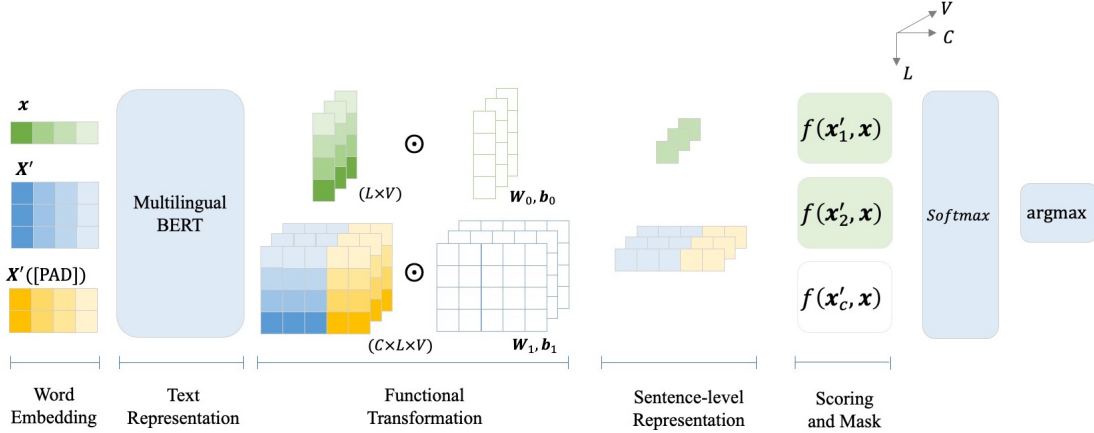 V
C
L
x
X′
X′([PAD])
Multilingual
BERT
⊙
(L×V)
W₀, b₀
⊙
(C×L×V)
W₁, b₁
f(x′₁, x)
f(x′₂, x)
f(x′c, x)
Softmax
argmax
Word
Embedding
Text
Representation
Functional
Transformation
Sentence-level
Representation
Scoring
and Mask